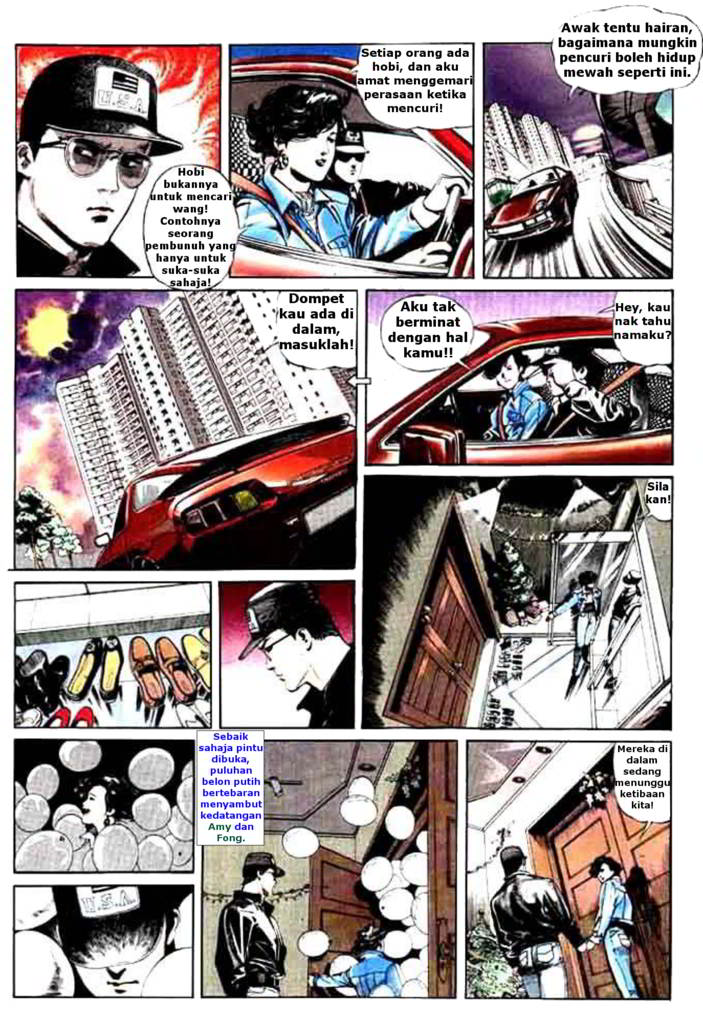 U.S.A.
Hobi
bukannya
untuk mencari
wang!
Contohnya
seorang
pembunuh yang
hanya untuk
suka-suka
sahaja!
Setiap orang ada
hobi, dan aku
amat menggemari
perasaan ketika
mencuri!
Awak tentu hairan,
bagaimana mungkin
pencuri boleh hidup
mewah seperti ini.
Dompet
kau ada di
dalam,
masuklah!
Aku tak
berminat
dengan hal
kamu!!
Hey, kau
nak tahu
namaku?
Sila
kan!
Sebaik
sahaja pintu
dibuka,
puluhan
belon putih
bertebaran
menyambut
kedatangan
Amy dan
Fong.
Mereka di
dalam
sedang
menunggu
ketibaan
kita!
U.S.A.